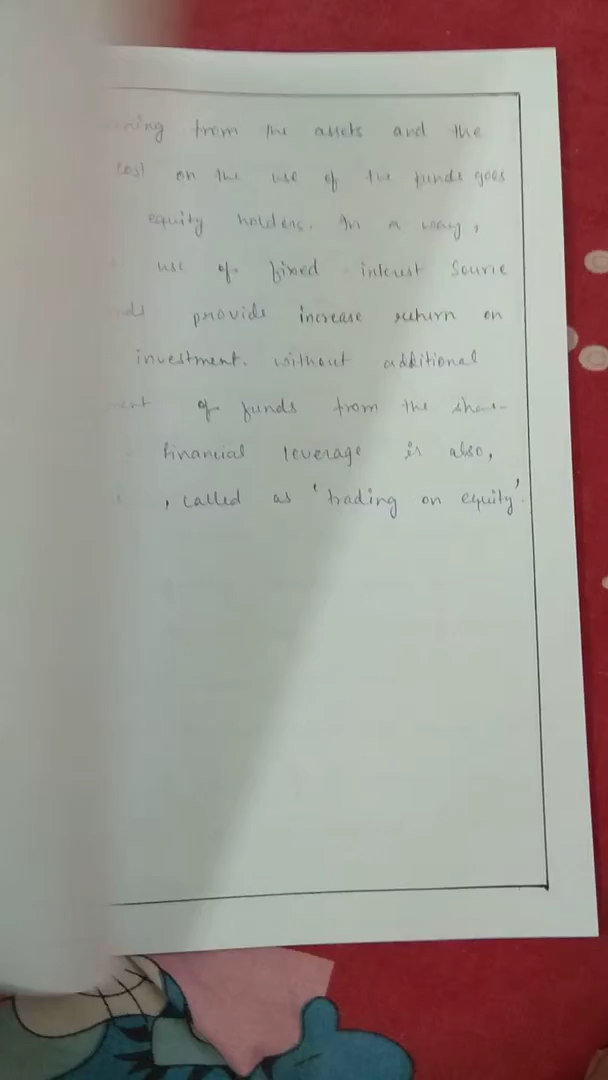 ning from the assets and the
cost on the use of the funds goes
equity holders. In a way,
use of fixed interest Source
ds provide increase return on
investment. without additional
ent of funds from the share-
financial leverage is also,
, called as 'trading on equity'.